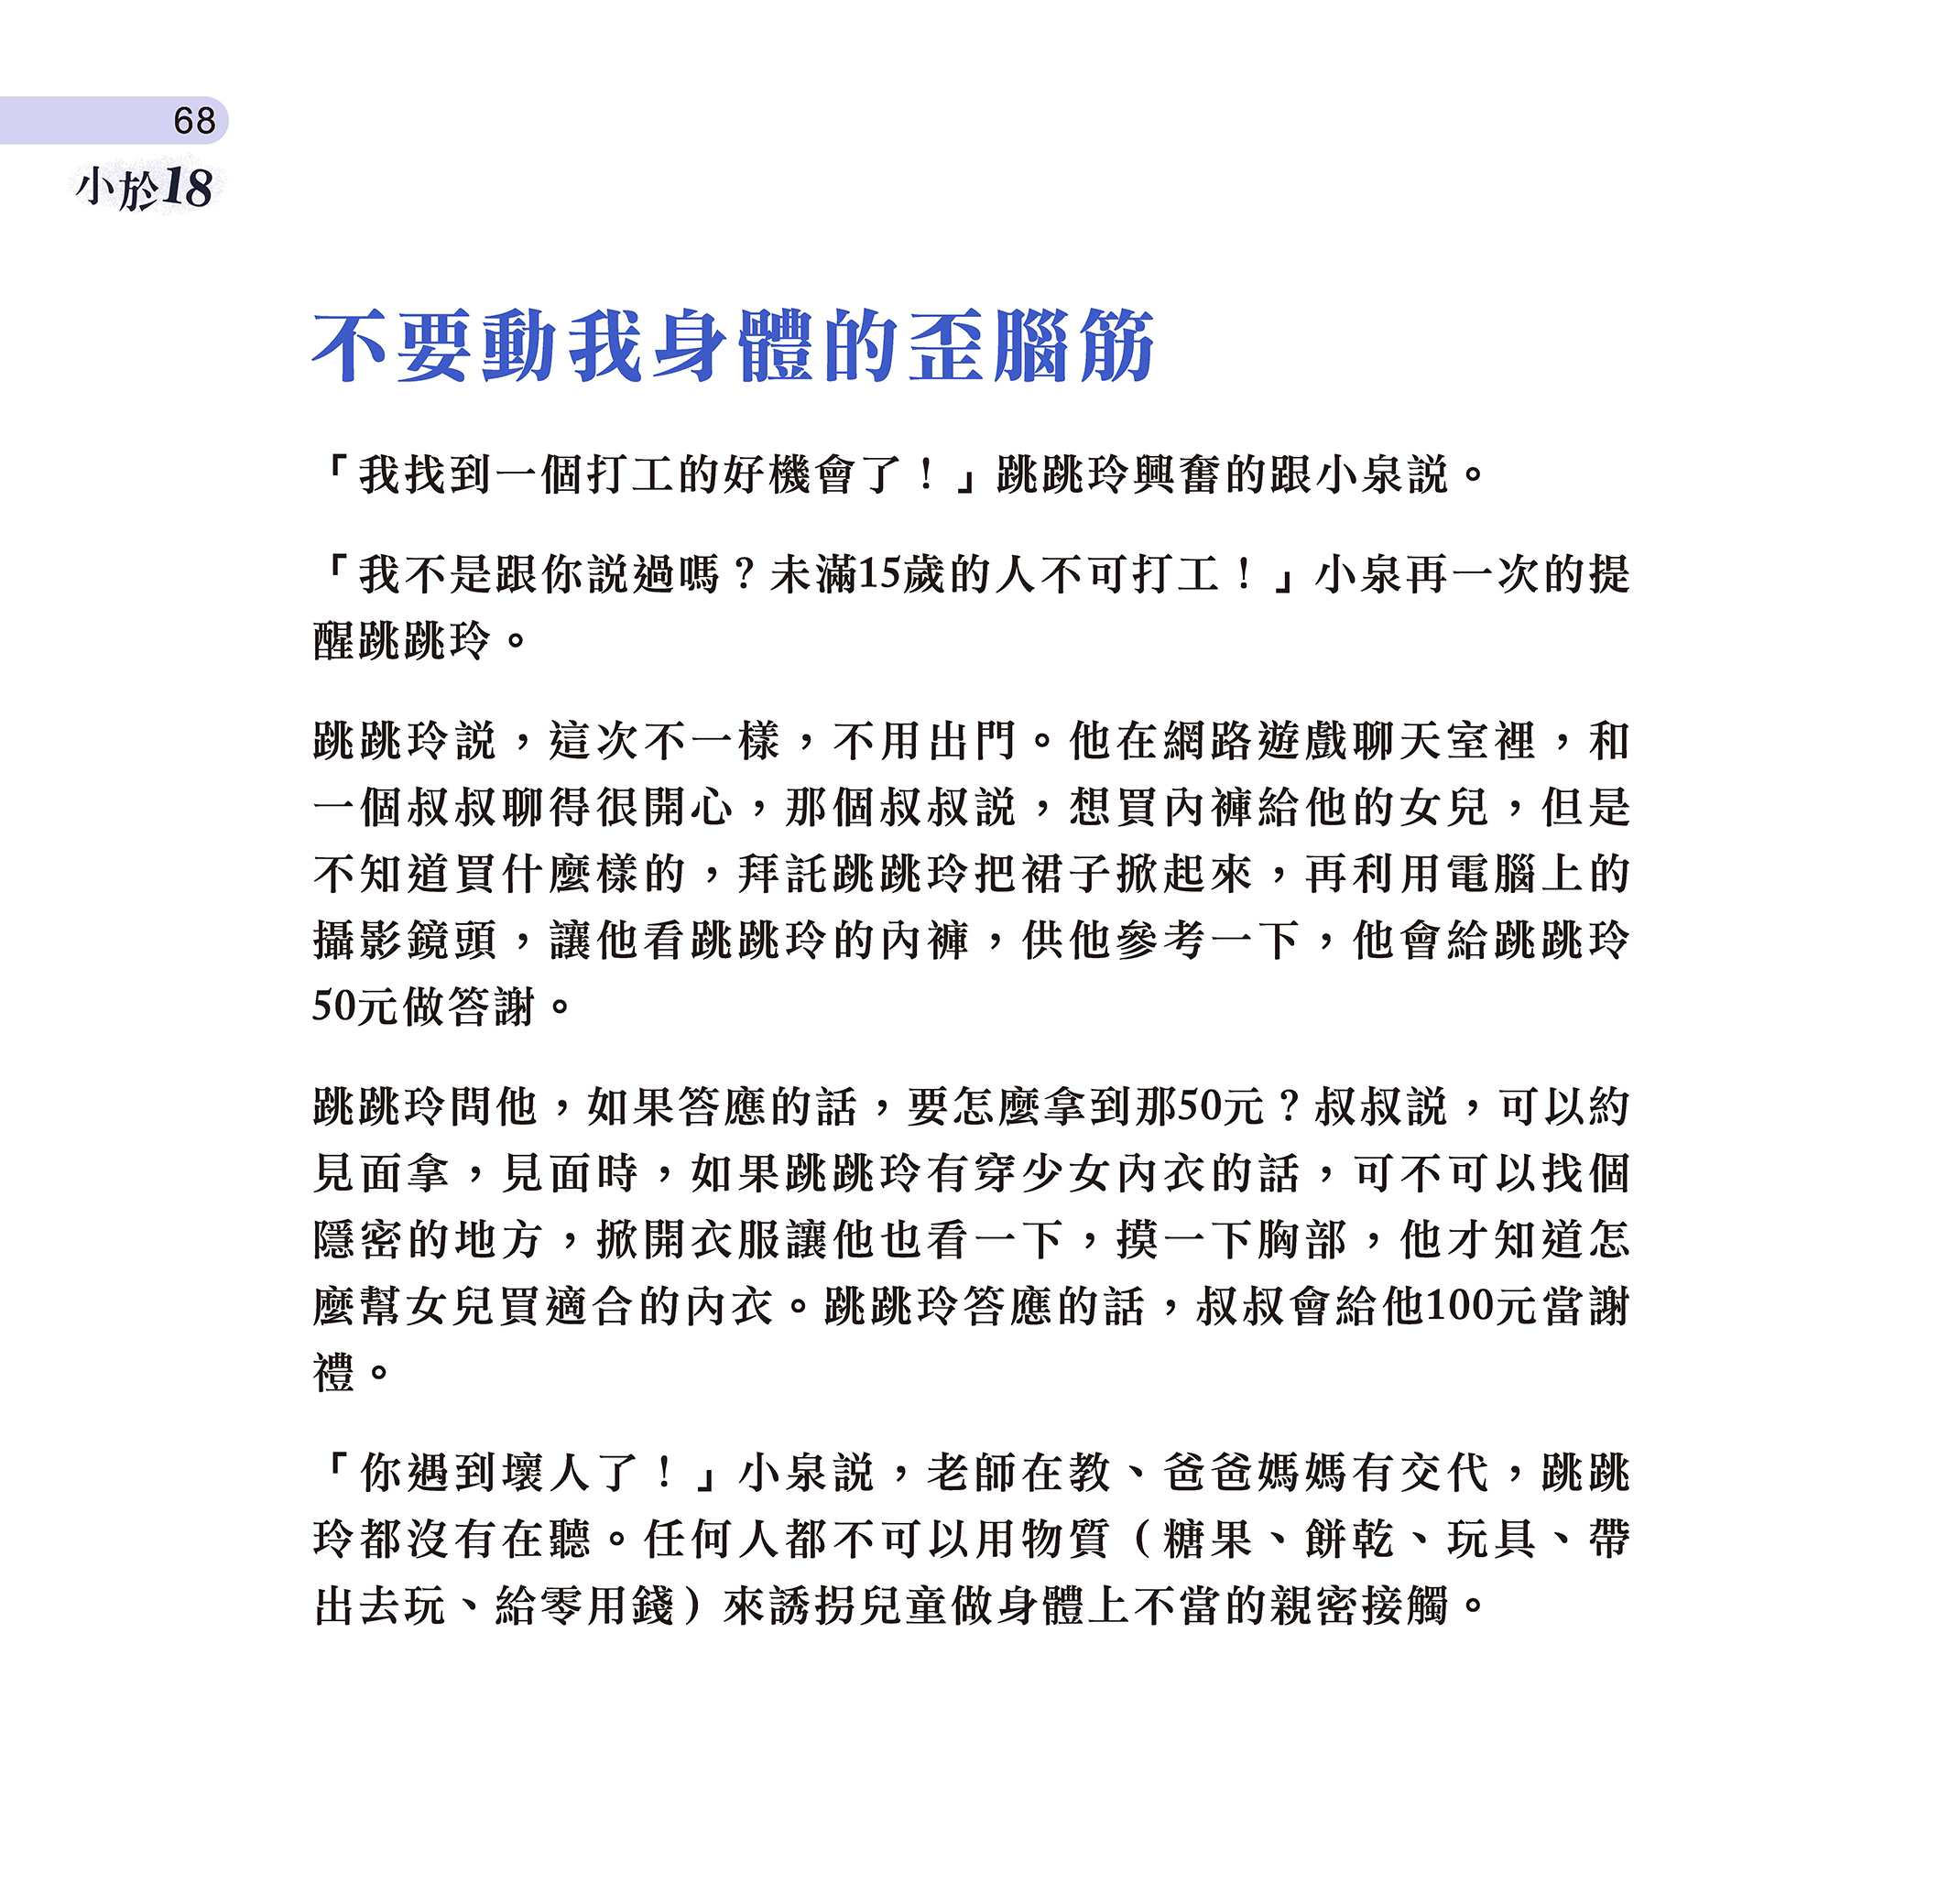 68
小於18
不要動我身體的歪腦筋
「我找到一個打工的好機會了！」跳跳玲興奮的跟小泉説。
「我不是跟你説過嗎？未滿15歲的人不可打工！」小泉再一次的提
醒跳跳玲。
跳跳玲説，這次不一樣，不用出門。他在網路遊戲聊天室裡，和
一個叔叔聊得很開心，那個叔叔説，想買內褲給他的女兒，但是
不知道買什麼樣的，拜託跳跳玲把裙子掀起來，再利用電腦上的
攝影鏡頭，讓他看跳跳玲的內褲，供他參考一下，他會給跳跳玲
50元做答謝。
跳跳玲問他，如果答應的話，要怎麼拿到那50元？叔叔説，可以約
見面拿，見面時，如果跳跳玲有穿少女內衣的話，可不可以找個
隱密的地方，掀開衣服讓他也看一下，摸一下胸部，他才知道怎
麼幫女兒買適合的內衣。跳跳玲答應的話，叔叔會給他100元當謝
禮。
「你遇到壞人了！」小泉説，老師在教、爸爸媽媽有交代，跳跳
玲都沒有在聽。任何人都不可以用物質（糖果、餅乾、玩具、帶
出去玩、給零用錢）來誘拐兒童做身體上不當的親密接觸。